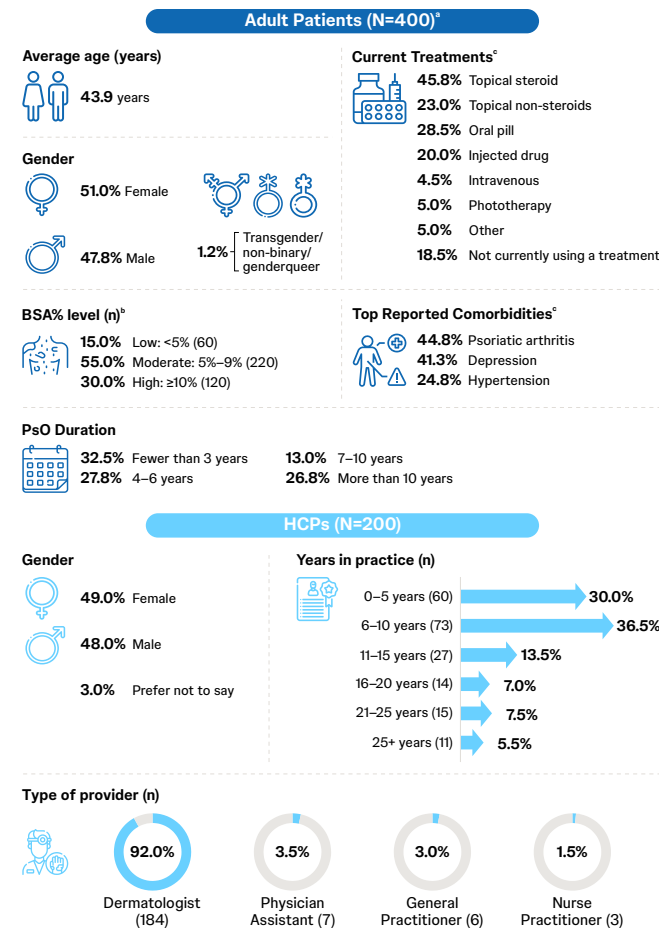 Adult Patients (N=400)a
Average age (years)
43.9 years
Gender
51.0% Female
47.8% Male
1.2% Transgender/
non-binary/
genderqueer
Current Treatmentsc
45.8% Topical steroid
23.0% Topical non-steroids
28.5% Oral pill
20.0% Injected drug
4.5% Intravenous
5.0% Phototherapy
5.0% Other
18.5% Not currently using a treatment
BSA% level (n)b
15.0% Low: <5% (60)
55.0% Moderate: 5%–9% (220)
30.0% High: ≥10% (120)
Top Reported Comorbiditiesc
44.8% Psoriatic arthritis
41.3% Depression
24.8% Hypertension
PsO Duration
32.5% Fewer than 3 years
27.8% 4–6 years
13.0% 7–10 years
26.8% More than 10 years
HCPs (N=200)
Gender
49.0% Female
48.0% Male
3.0% Prefer not to say
Years in practice (n)
0–5 years (60) 30.0%
6–10 years (73) 36.5%
11–15 years (27) 13.5%
16–20 years (14) 7.0%
21–25 years (15) 7.5%
25+ years (11) 5.5%
Type of provider (n)
92.0%
Dermatologist
(184)
3.5%
Physician
Assistant (7)
3.0%
General
Practitioner (6)
1.5%
Nurse
Practitioner (3)